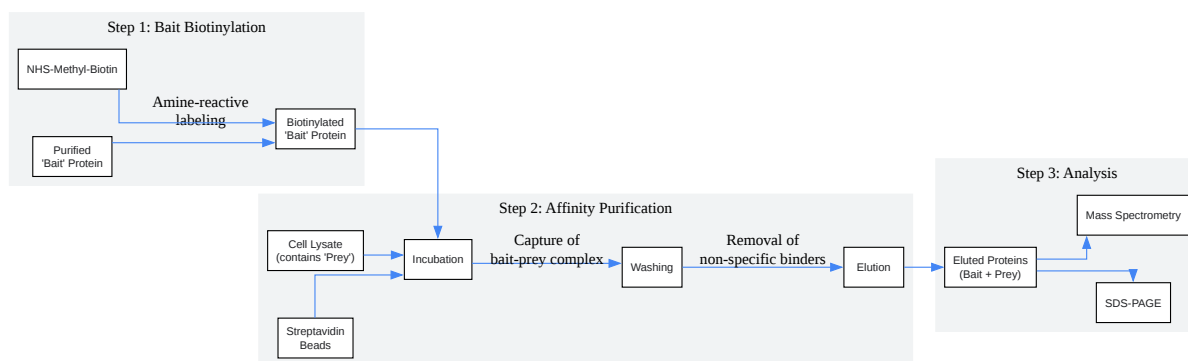 Step 1: Bait Biotinylation
NHS-Methyl-Biotin
Amine-reactive
labeling
Purified
'Bait' Protein
Biotinylated
'Bait' Protein
Step 2: Affinity Purification
Cell Lysate
(contains 'Prey')
Streptavidin
Beads
Incubation
Capture of
bait-prey complex
Washing
Removal of
non-specific binders
Elution
Step 3: Analysis
Eluted Proteins
(Bait + Prey)
Mass Spectrometry
SDS-PAGE